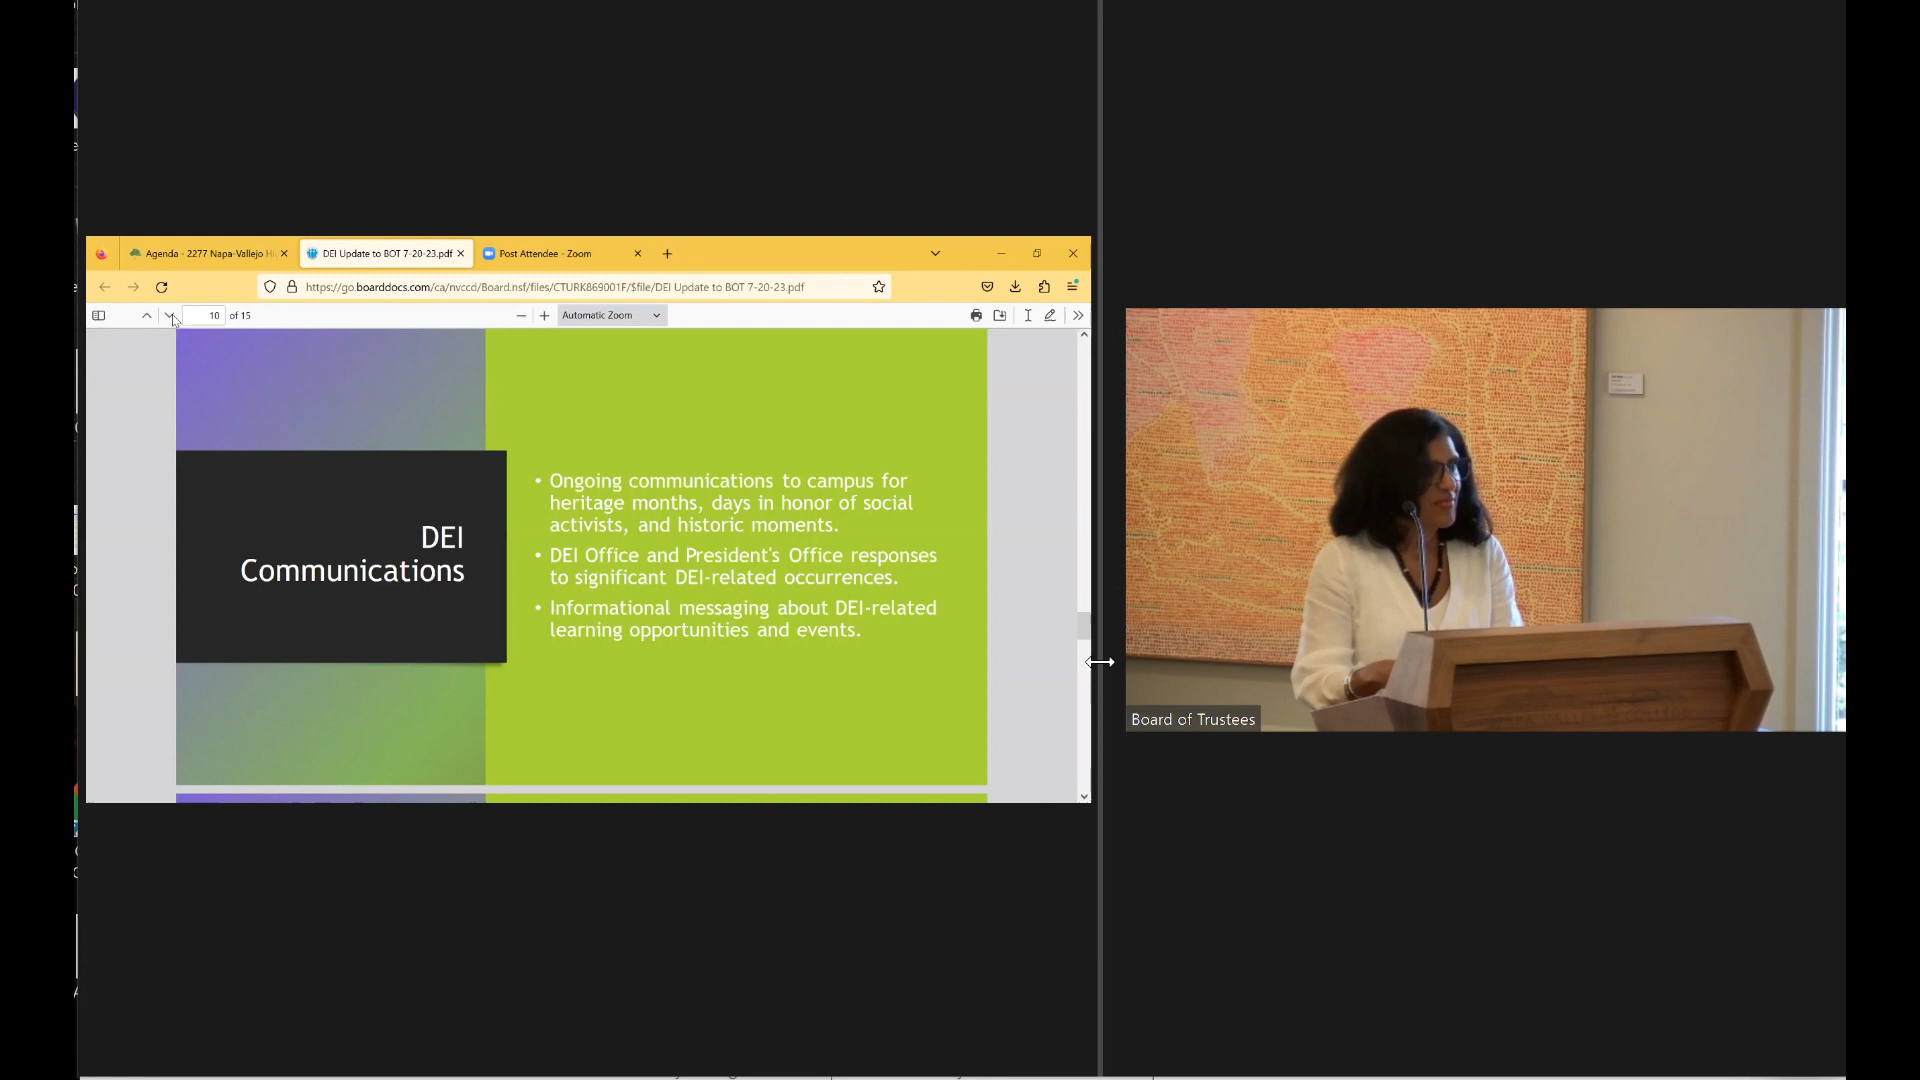 Agenda - 2277 Napa-Vallejo Hi
DEI Update to BOT 7-20-23.pdf
Post Attendee - Zoom
https://go.boarddocs.com/ca/nvccd/Board.nsf/files/CTURK869001F/$file/DEI Update to BOT 7-20-23.pdf
10 of 15
Automatic Zoom
DEI
Communications
• Ongoing communications to campus for
heritage months, days in honor of social
activists, and historic moments.
• DEI Office and President's Office responses
to significant DEI-related occurrences.
• Informational messaging about DEI-related
learning opportunities and events.
Board of Trustees